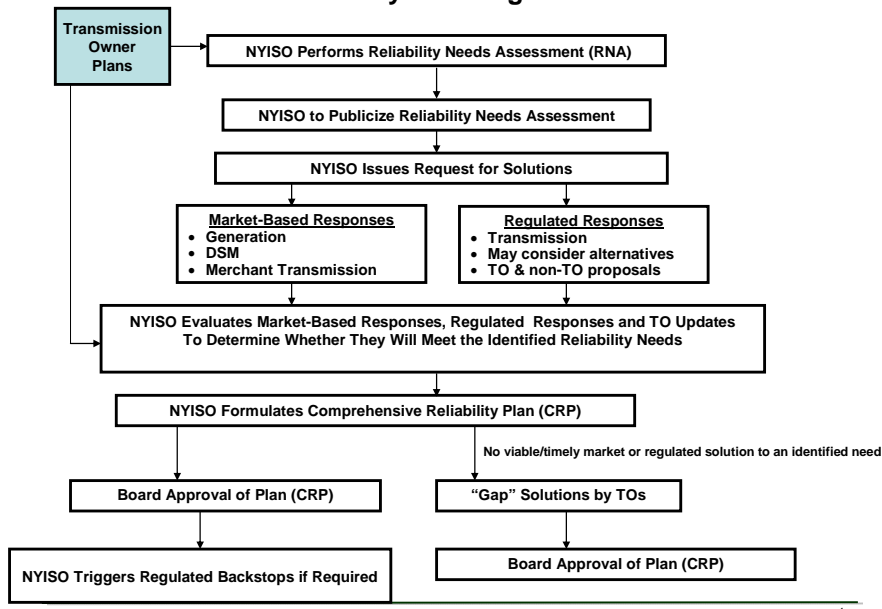 Transmission
Owner
Plans
NYISO Performs Reliability Needs Assessment (RNA)
NYISO to Publicize Reliability Needs Assessment
NYISO Issues Request for Solutions
Market-Based Responses
• Generation
• DSM
• Merchant Transmission
Regulated Responses
• Transmission
• May consider alternatives
• TO & non-TO proposals
NYISO Evaluates Market-Based Responses, Regulated Responses and TO Updates
To Determine Whether They Will Meet the Identified Reliability Needs
NYISO Formulates Comprehensive Reliability Plan (CRP)
No viable/timely market or regulated solution to an identified need
Board Approval of Plan (CRP)
“Gap” Solutions by TOs
NYISO Triggers Regulated Backstops if Required
Board Approval of Plan (CRP)